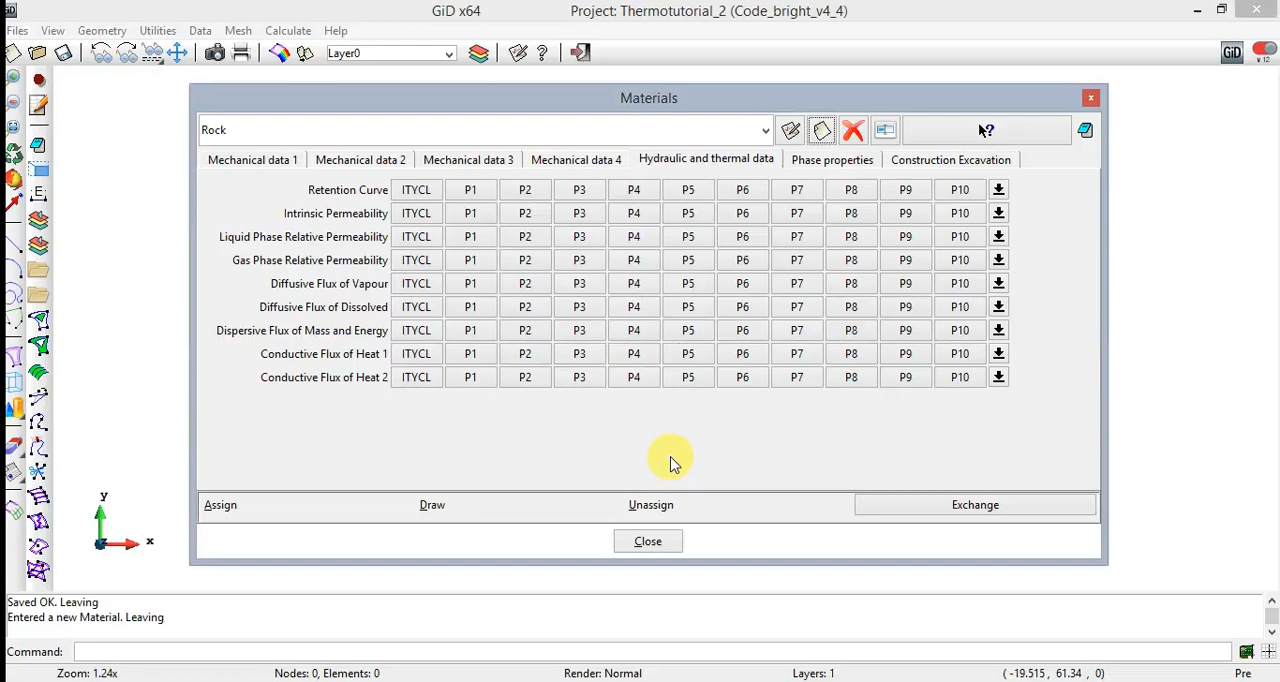 GiD
GiD x64 Project: Thermotutorial_2 (Code_bright_v4_4)
Files View Geometry Utilities Data Mesh Calculate Help
Layer0 GiD v 12
Materials
Rock
Mechanical data 1 Mechanical data 2 Mechanical data 3 Mechanical data 4 Hydraulic and thermal data Phase properties Construction Excavation
Retention Curve ITYCL P1 P2 P3 P4 P5 P6 P7 P8 P9 P10
Intrinsic Permeability ITYCL P1 P2 P3 P4 P5 P6 P7 P8 P9 P10
Liquid Phase Relative Permeability ITYCL P1 P2 P3 P4 P5 P6 P7 P8 P9 P10
Gas Phase Relative Permeability ITYCL P1 P2 P3 P4 P5 P6 P7 P8 P9 P10
Diffusive Flux of Vapour ITYCL P1 P2 P3 P4 P5 P6 P7 P8 P9 P10
Diffusive Flux of Dissolved ITYCL P1 P2 P3 P4 P5 P6 P7 P8 P9 P10
Dispersive Flux of Mass and Energy ITYCL P1 P2 P3 P4 P5 P6 P7 P8 P9 P10
Conductive Flux of Heat 1 ITYCL P1 P2 P3 P4 P5 P6 P7 P8 P9 P10
Conductive Flux of Heat 2 ITYCL P1 P2 P3 P4 P5 P6 P7 P8 P9 P10
Assign Draw Unassign Exchange
Close
y
z x
Saved OK. Leaving
Entered a new Material. Leaving
Command:
Zoom: 1.24x Nodes: 0, Elements: 0 Render: Normal Layers: 1 ( -19.515 , 61.34 , 0) Pre